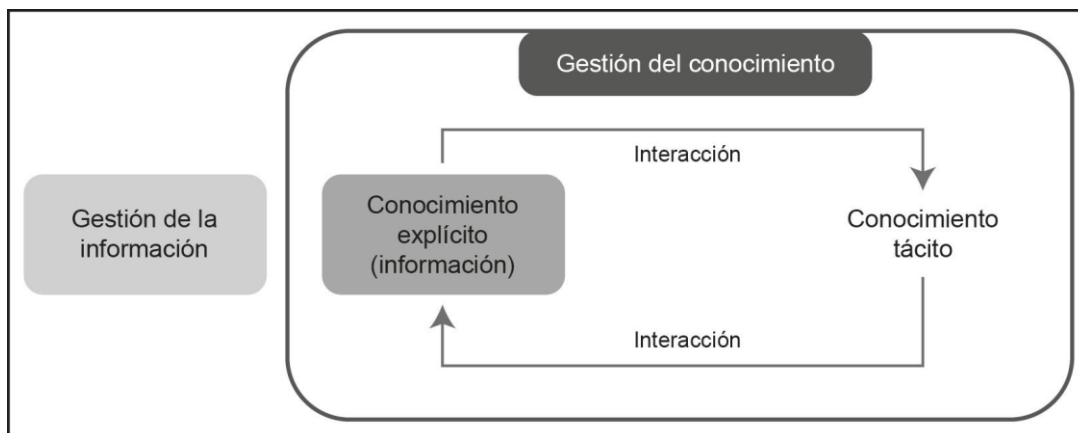 Gestión del conocimiento
Interacción
Gestión de la
información
Conocimiento
explícito
(información)
Conocimiento
tácito
Interacción